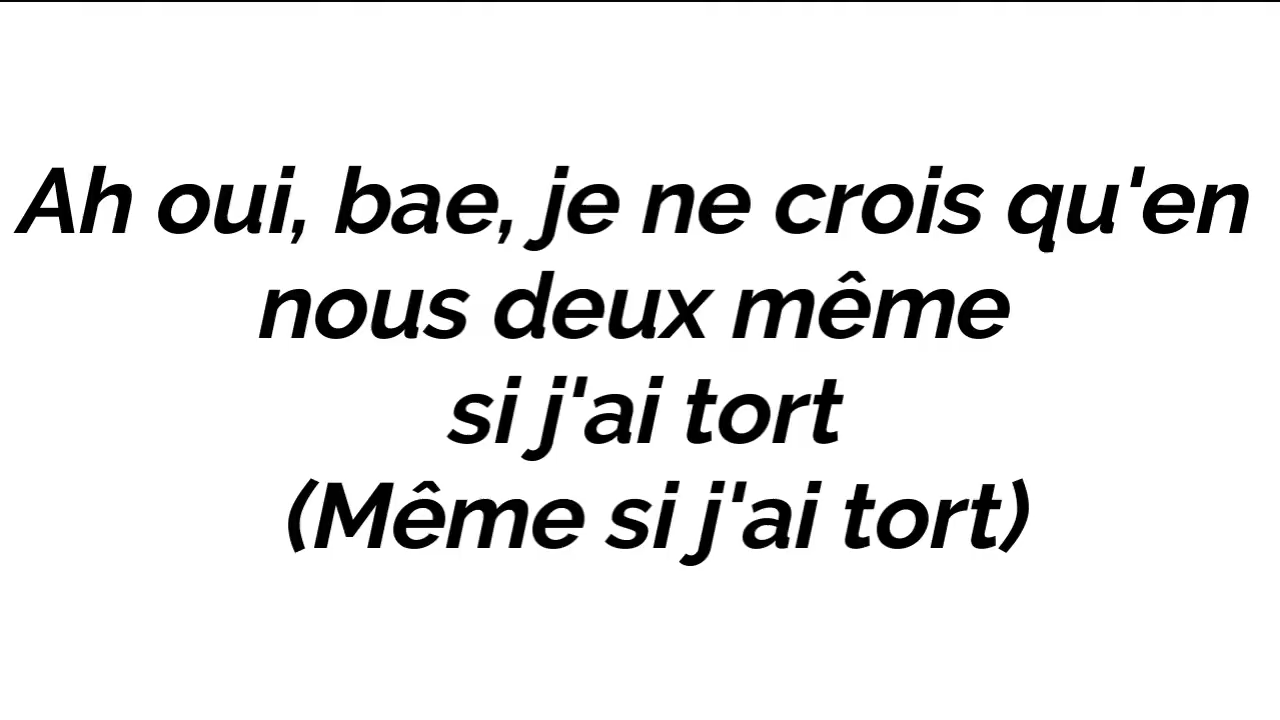 Ah oui, bae, je ne crois qu'en
nous deux même
si j'ai tort
(Même si j'ai tort)